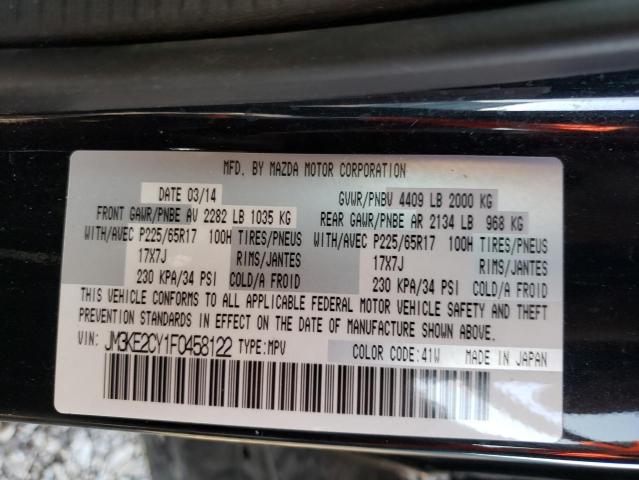 MFD. BY MAZDA MOTOR CORPORATION
DATE 03/14 GVWR/PNBV 4409 LB 2000 KG
FRONT GAWR/PNBE AV 2282 LB 1035 KG REAR GAWR/PNBE AR 2134 LB 968 KG
WITH/AVEC P225/65R17 100H TIRES/PNEUS WITH/AVEC P225/65R17 100H TIRES/PNEUS
17X7J RIMS/JANTES 17X7J RIMS/JANTES
230 KPA/34 PSI COLD/A FROID 230 KPA/34 PSI COLD/A FROID
THIS VEHICLE CONFORMS TO ALL APPLICABLE FEDERAL MOTOR VEHICLE SAFETY AND THEFT
PREVENTION STANDARDS IN EFFECT ON THE DATE OF MANUFACTURE SHOWN ABOVE.
VIN: JM3KE2CY1F0458122 TYPE:MPV COLOR CODE:41W MADE IN JAPAN